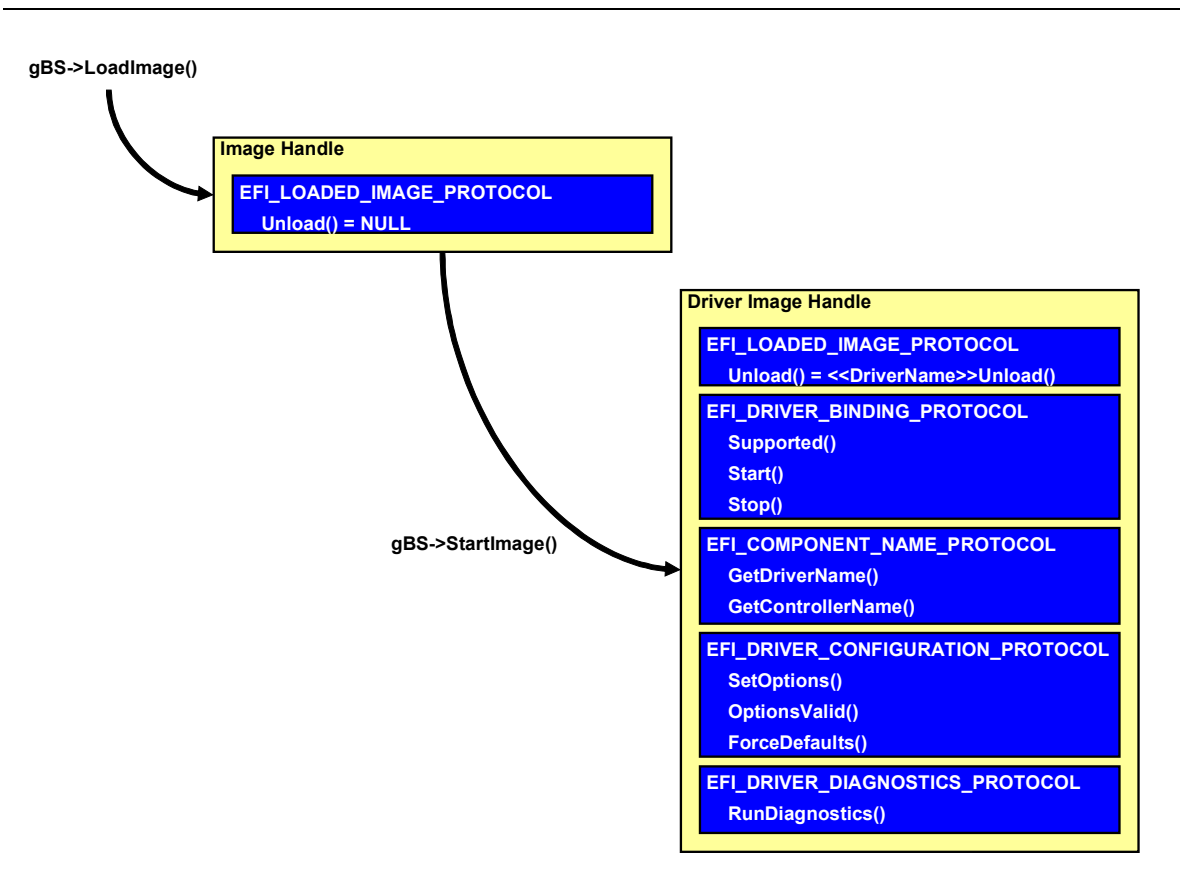 gBS->LoadImage()
Image Handle
EFI_LOADED_IMAGE_PROTOCOL
Unload() = NULL
Driver Image Handle
EFI_LOADED_IMAGE_PROTOCOL
Unload() = <<DriverName>>Unload()
EFI_DRIVER_BINDING_PROTOCOL
Supported()
Start()
Stop()
gBS->StartImage()
EFI_COMPONENT_NAME_PROTOCOL
GetDriverName()
GetControllerName()
EFI_DRIVER_CONFIGURATION_PROTOCOL
SetOptions()
OptionsValid()
ForceDefaults()
EFI_DRIVER_DIAGNOSTICS_PROTOCOL
RunDiagnostics()